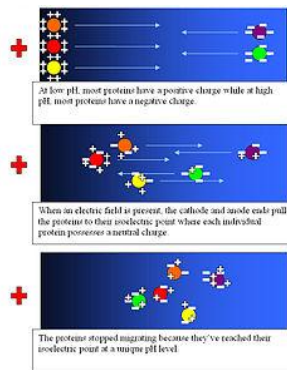 At low pH, most proteins have a positive charge while at high
pH, most proteins have a negative charge.
When an electric field is present, the cathode and anode ends pull
the proteins to their isoelectric point where each individual
protein possesses a neutral charge.
The proteins stopped migrating because they've reached their
isoelectric point at a unique pH level.